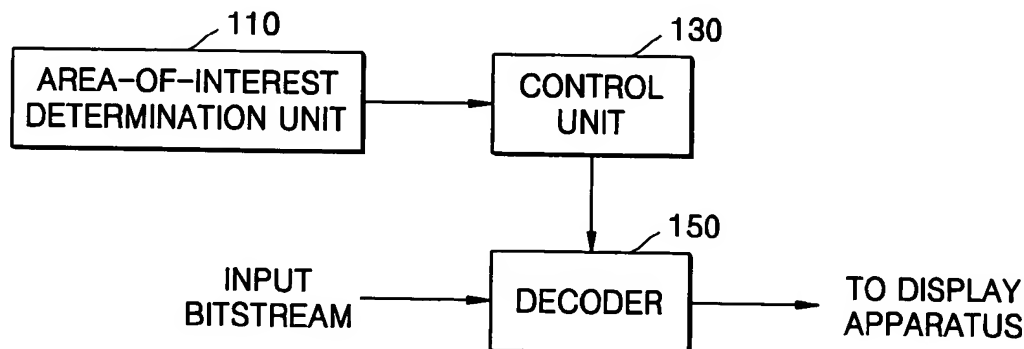 110
AREA-OF-INTEREST
DETERMINATION UNIT
130
CONTROL
UNIT
150
INPUT
BITSTREAM
DECODER
TO DISPLAY
APPARATUS